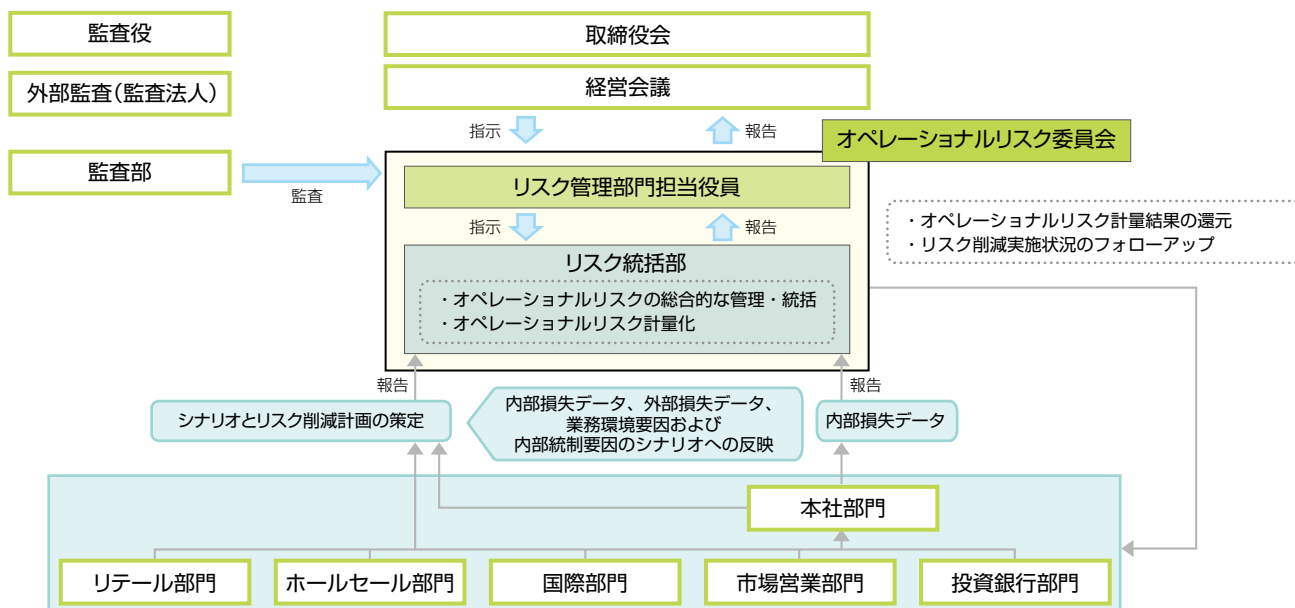 監査役
取締役会
外部監査（監査法人）
経営会議
指示
報告
オペレーショナルリスク委員会
監査部
監査
リスク管理部門担当役員
指示
報告
・オペレーショナルリスク計量結果の還元
・リスク削減実施状況のフォローアップ
リスク統括部
・オペレーショナルリスクの総合的な管理・統括
・オペレーショナルリスク計量化
報告
報告
シナリオとリスク削減計画の策定
内部損失データ、外部損失データ、
業務環境要因および
内部統制要因のシナリオへの反映
内部損失データ
本社部門
リテール部門
ホールセール部門
国際部門
市場営業部門
投資銀行部門